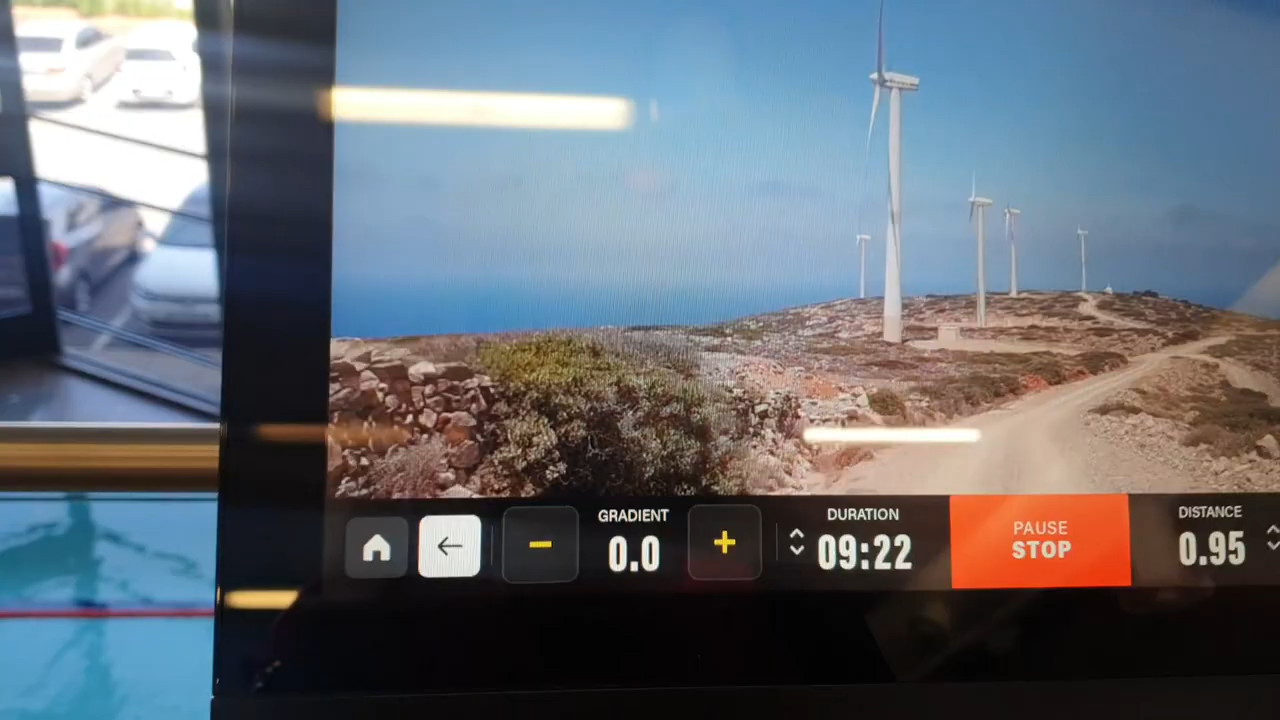 GRADIENT
0.0
DURATION
09:22
PAUSE
STOP
DISTANCE
0.95